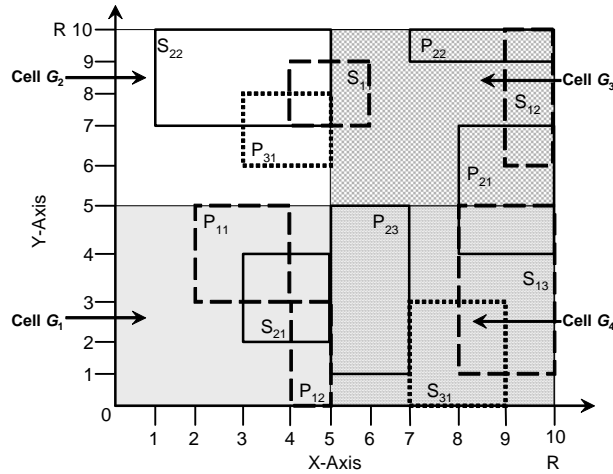 R 10
S22
P22
9
Cell G2
S1
Cell G3
8
S12
7
P31
P21
6
Y-Axis
5
P11
P23
4
S13
3
Cell G1
S21
Cell G4
2
1
P12
S31
0
1 2 3 4 5 6 7 8 9 10
X-Axis
R